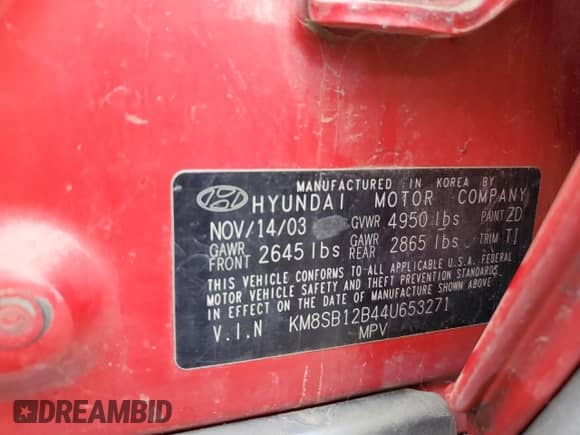 MANUFACTURED IN KOREA BY
HYUNDAI MOTOR COMPANY
NOV/14/03 GVWR 4950 lbs PAINT ZD
GAWR FRONT 2645 lbs GAWR REAR 2865 lbs TRIM TI
THIS VEHICLE CONFORMS TO ALL APPLICABLE U.S.A. FEDERAL
MOTOR VEHICLE SAFETY AND THEFT PREVENTION STANDARDS
IN EFFECT ON THE DATE OF MANUFACTURE SHOWN ABOVE
V.I.N KM8SB12B44U653271
MPV
DREAMBID